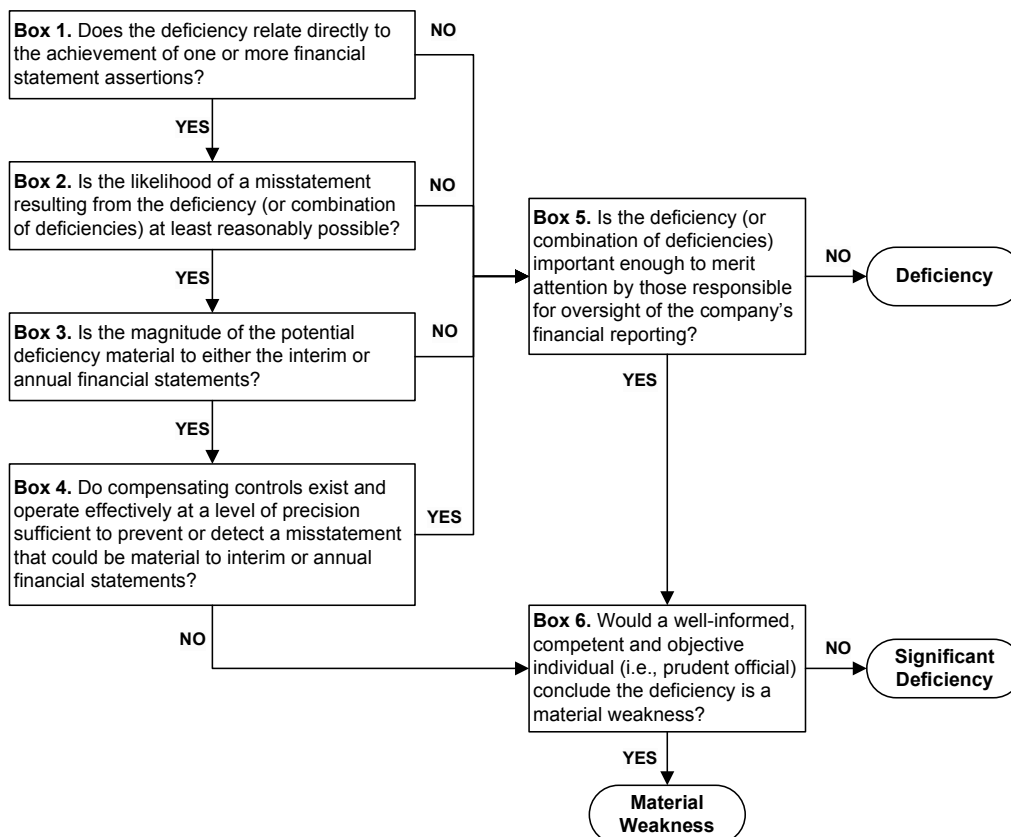 Box 1. Does the deficiency relate directly to
the achievement of one or more financial
statement assertions?
NO
YES
Box 2. Is the likelihood of a misstatement
resulting from the deficiency (or combination
of deficiencies) at least reasonably possible?
NO
YES
Box 3. Is the magnitude of the potential
deficiency material to either the interim or
annual financial statements?
NO
YES
Box 4. Do compensating controls exist and
operate effectively at a level of precision
sufficient to prevent or detect a misstatement
that could be material to interim or annual
financial statements?
YES
NO
Box 5. Is the deficiency (or
combination of deficiencies)
important enough to merit
attention by those responsible
for oversight of the company's
financial reporting?
NO
Deficiency
YES
Box 6. Would a well-informed,
competent and objective
individual (i.e., prudent official)
conclude the deficiency is a
material weakness?
NO
Significant
Deficiency
YES
Material
Weakness